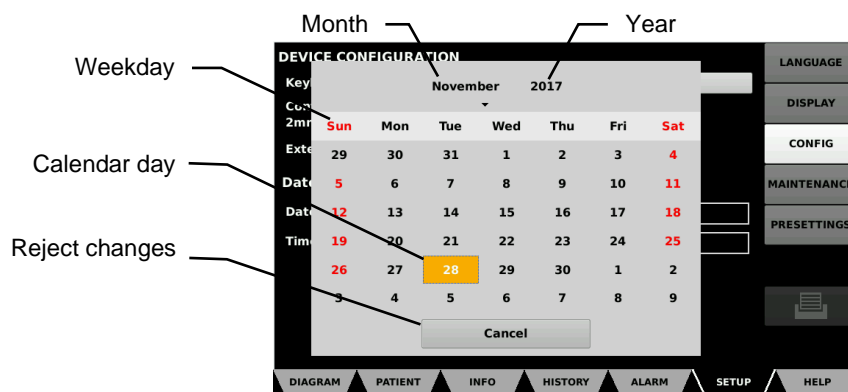 Month
Year
Weekday
Calendar day
Reject changes
DEVICE CONFIGURATION
November 2017
Sun Mon Tue Wed Thu Fri Sat
29 30 31 1 2 3 4
5 6 7 8 9 10 11
12 13 14 15 16 17 18
19 20 21 22 23 24 25
26 27 28 29 30 1 2
3 4 5 6 7 8 9
Cancel
Key
Con
2mm
Exte
Date
Date
Time
LANGUAGE
DISPLAY
CONFIG
MAINTENANCE
PRESETTINGS
DIAGRAM PATIENT INFO HISTORY ALARM SETUP HELP